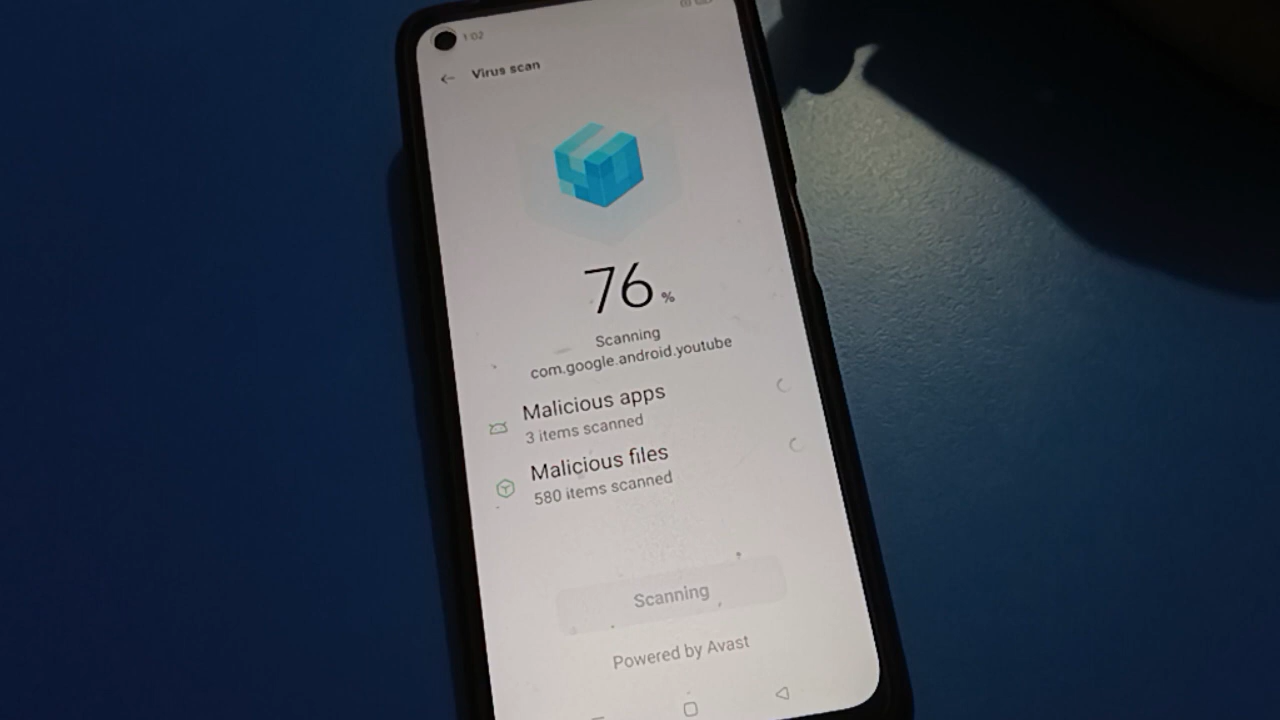 1:02
Virus scan
76 %
Scanning
com.google.android.youtube
Malicious apps
3 items scanned
Malicious files
580 items scanned
Scanning
Powered by Avast